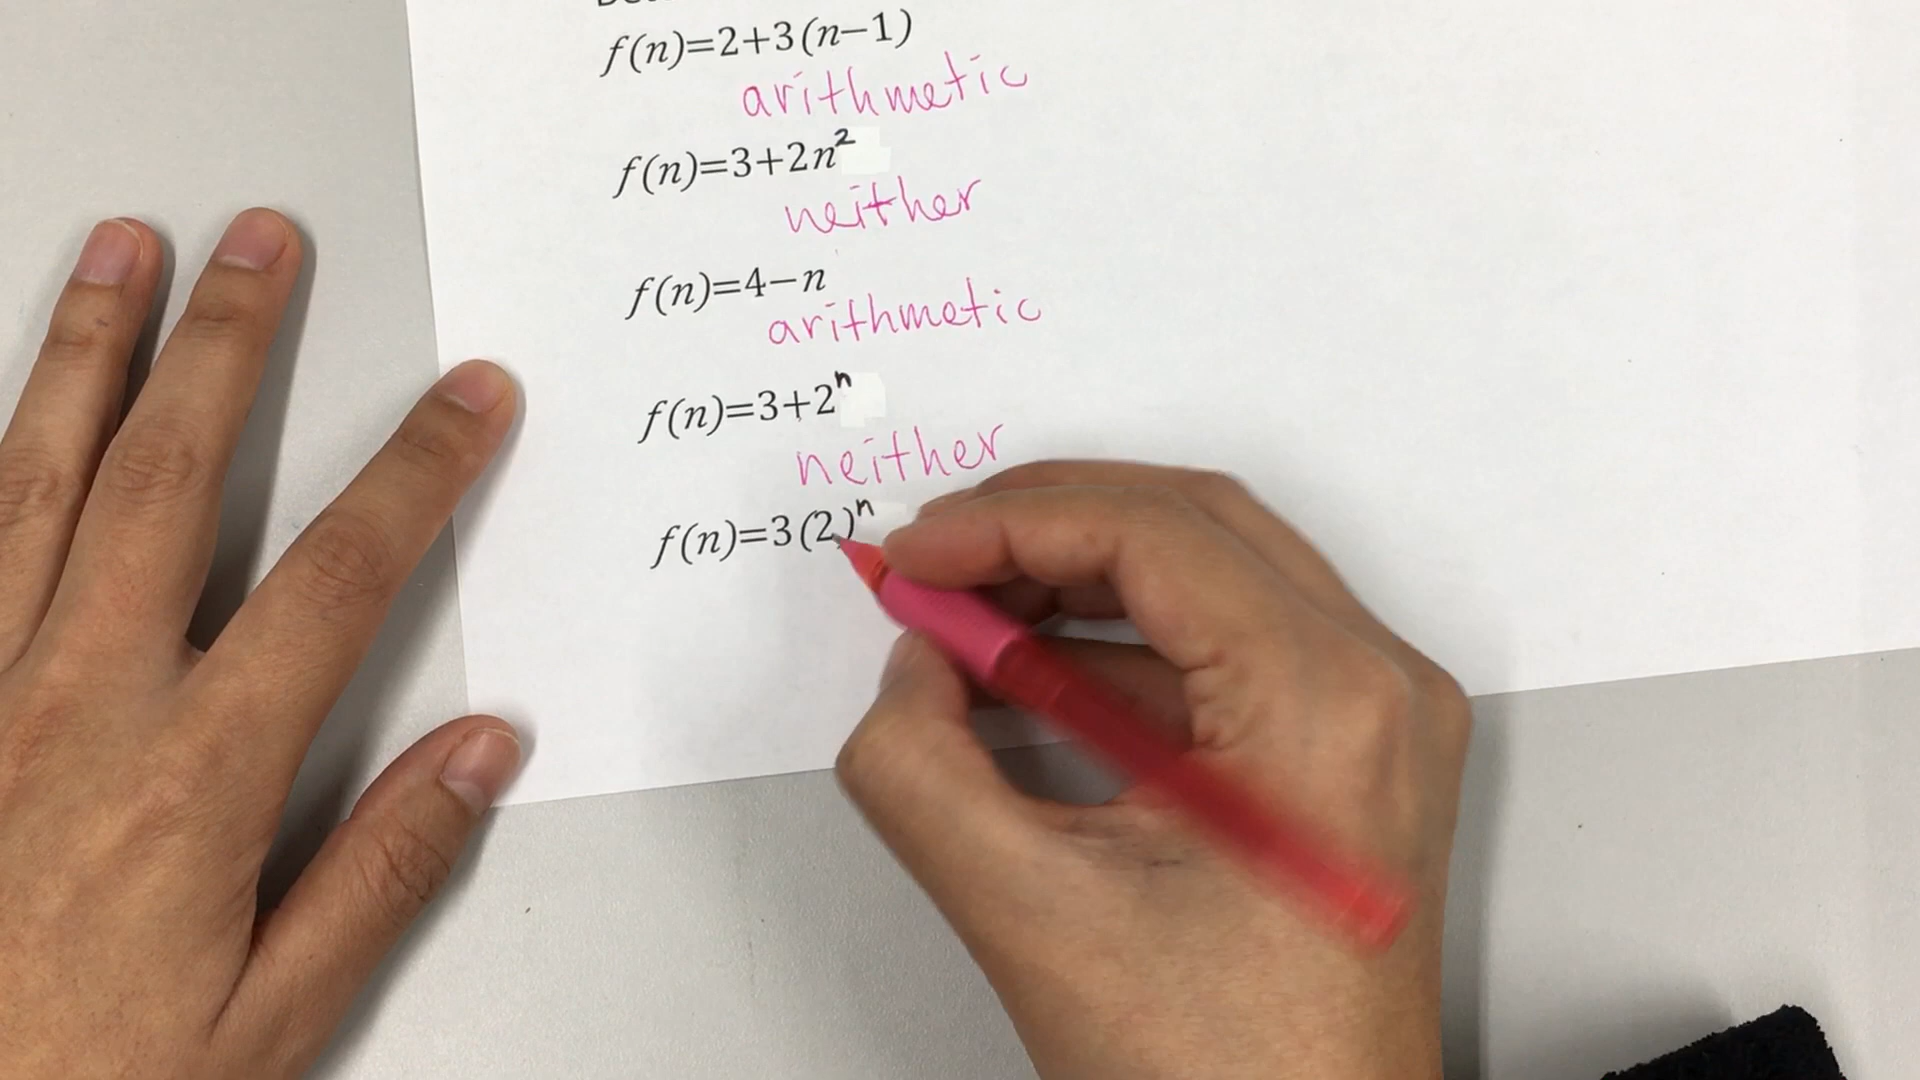 f(n)=2+3(n−1)
arithmetic
f(n)=3+2n²
neither
f(n)=4−n
arithmetic
f(n)=3+2ⁿ
neither
f(n)=3(2)ⁿ